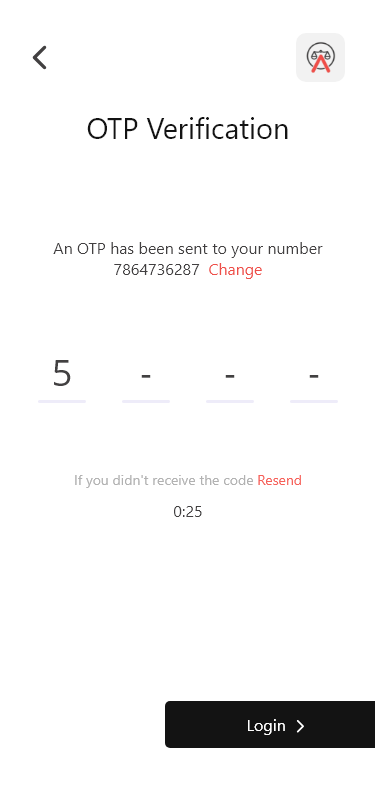 OTP Verification
An OTP has been sent to your number
7864736287 Change
5 - - -
If you didn't receive the code Resend
0:25
Login